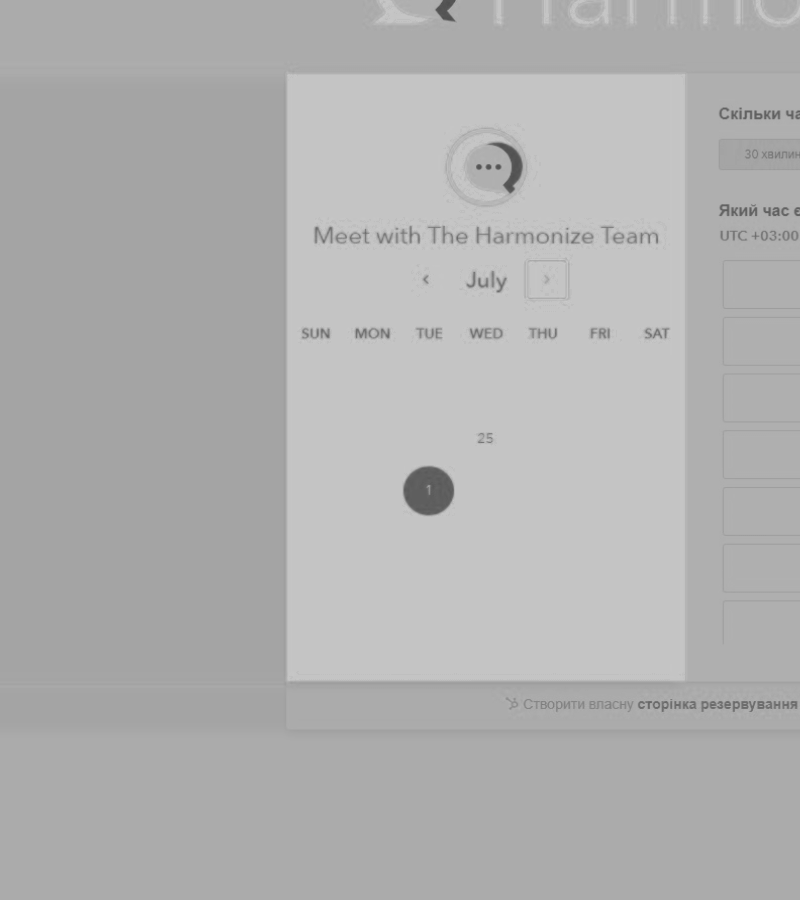 Harmo
Meet with The Harmonize Team
July
SUN MON TUE WED THU FRI SAT
25
1
Скільки ча
30 хвилин
Який час є
UTC +03:00
Створити власну сторінка резервування